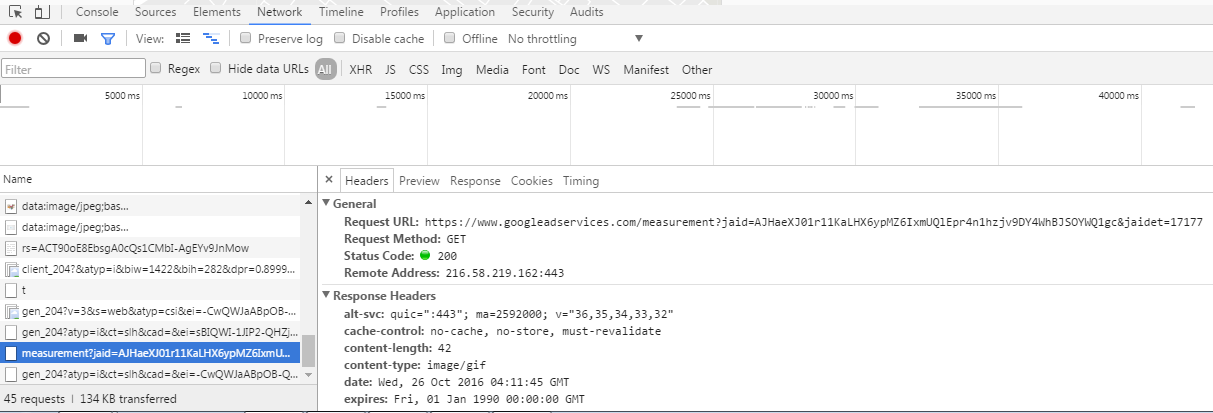 Console Sources Elements Network Timeline Profiles Application Security Audits
View: Preserve log Disable cache Offline No throttling
Filter Regex Hide data URLs All XHR JS CSS Img Media Font Doc WS Manifest Other
5000 ms 10000 ms 15000 ms 20000 ms 25000 ms 30000 ms 35000 ms 40000 ms
Name
data:image/jpeg;bas...
data:image/jpeg;bas...
rs=ACT90oE8EbsgA0cQs1CMbI-AgEYv9JnMow
client_204?&atyp=i&biw=1422&bih=282&dpr=0.8999...
t
gen_204?v=3&s=web&atyp=csi&ei=-CwQWJaABpOB-...
gen_204?atyp=i&ct=slh&cad=&ei=sBIQWI-1JIP2-QHZj...
measurement?jaid=AJHaeXJ01r11KaLHX6ypMZ6IxmU...
gen_204?atyp=i&ct=slh&cad=&ei=-CwQWJaABpOB-Q...
45 requests | 134 KB transferred
× Headers Preview Response Cookies Timing
General
Request URL: https://www.googleadservices.com/measurement?jaid=AJHaeXJ01r11KaLHX6ypMZ6IxmUQlEpr4n1hzjv9DY4WhBJSOYWQ1gc&jaidet=17177
Request Method: GET
Status Code: 200
Remote Address: 216.58.219.162:443
Response Headers
alt-svc: quic=":443"; ma=2592000; v="36,35,34,33,32"
cache-control: no-cache, no-store, must-revalidate
content-length: 42
content-type: image/gif
date: Wed, 26 Oct 2016 04:11:45 GMT
expires: Fri, 01 Jan 1990 00:00:00 GMT